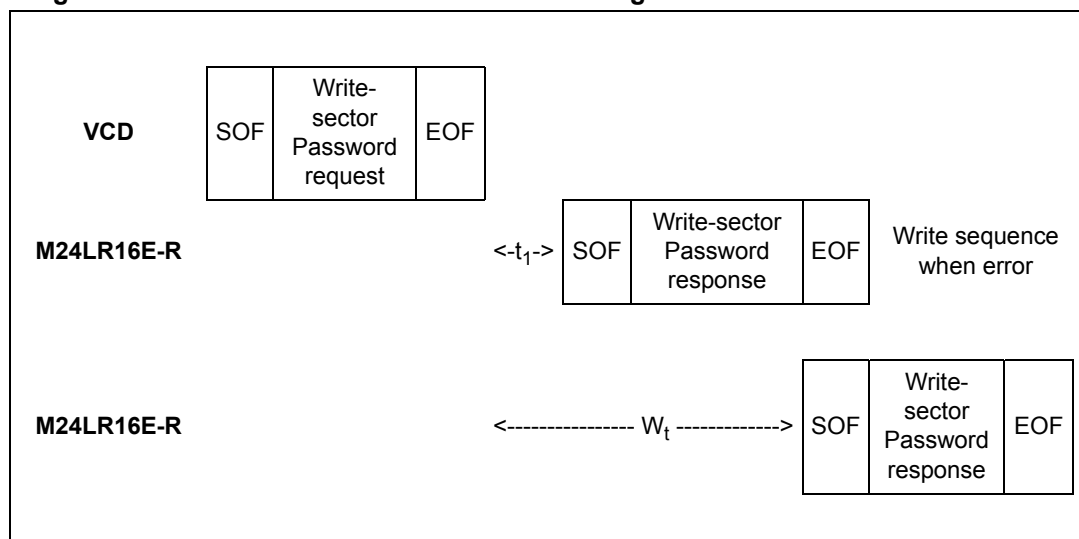 Write-
sector
Password
request
VCD
SOF
EOF
M24LR16E-R
<-t1->
SOF
Write-sector
Password
response
EOF
Write sequence
when error
M24LR16E-R
<---------------- Wt ------------->
SOF
Write-
sector
Password
response
EOF